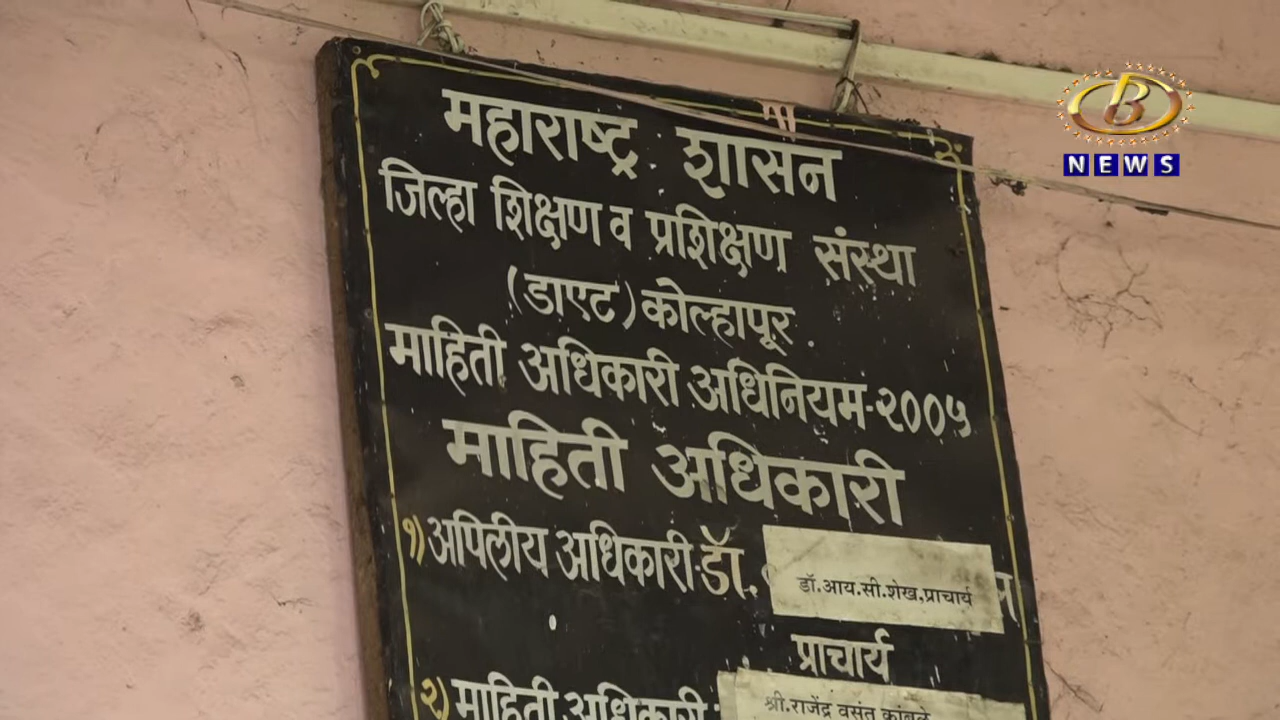 महाराष्ट्र शासन
जिल्हा शिक्षण व प्रशिक्षण संस्था
(डाएट) कोल्हापूर
माहिती अधिकारी अधिनियम-२००५
माहिती अधिकारी
१) अपिलीय अधिकारी-डॉ.
डॉ.आय.सी.शेख,प्राचार्य
प्राचार्य
२) माहिती अधिकारी
श्री.राजेंद्र वसंत कांबळे
B
NEWS